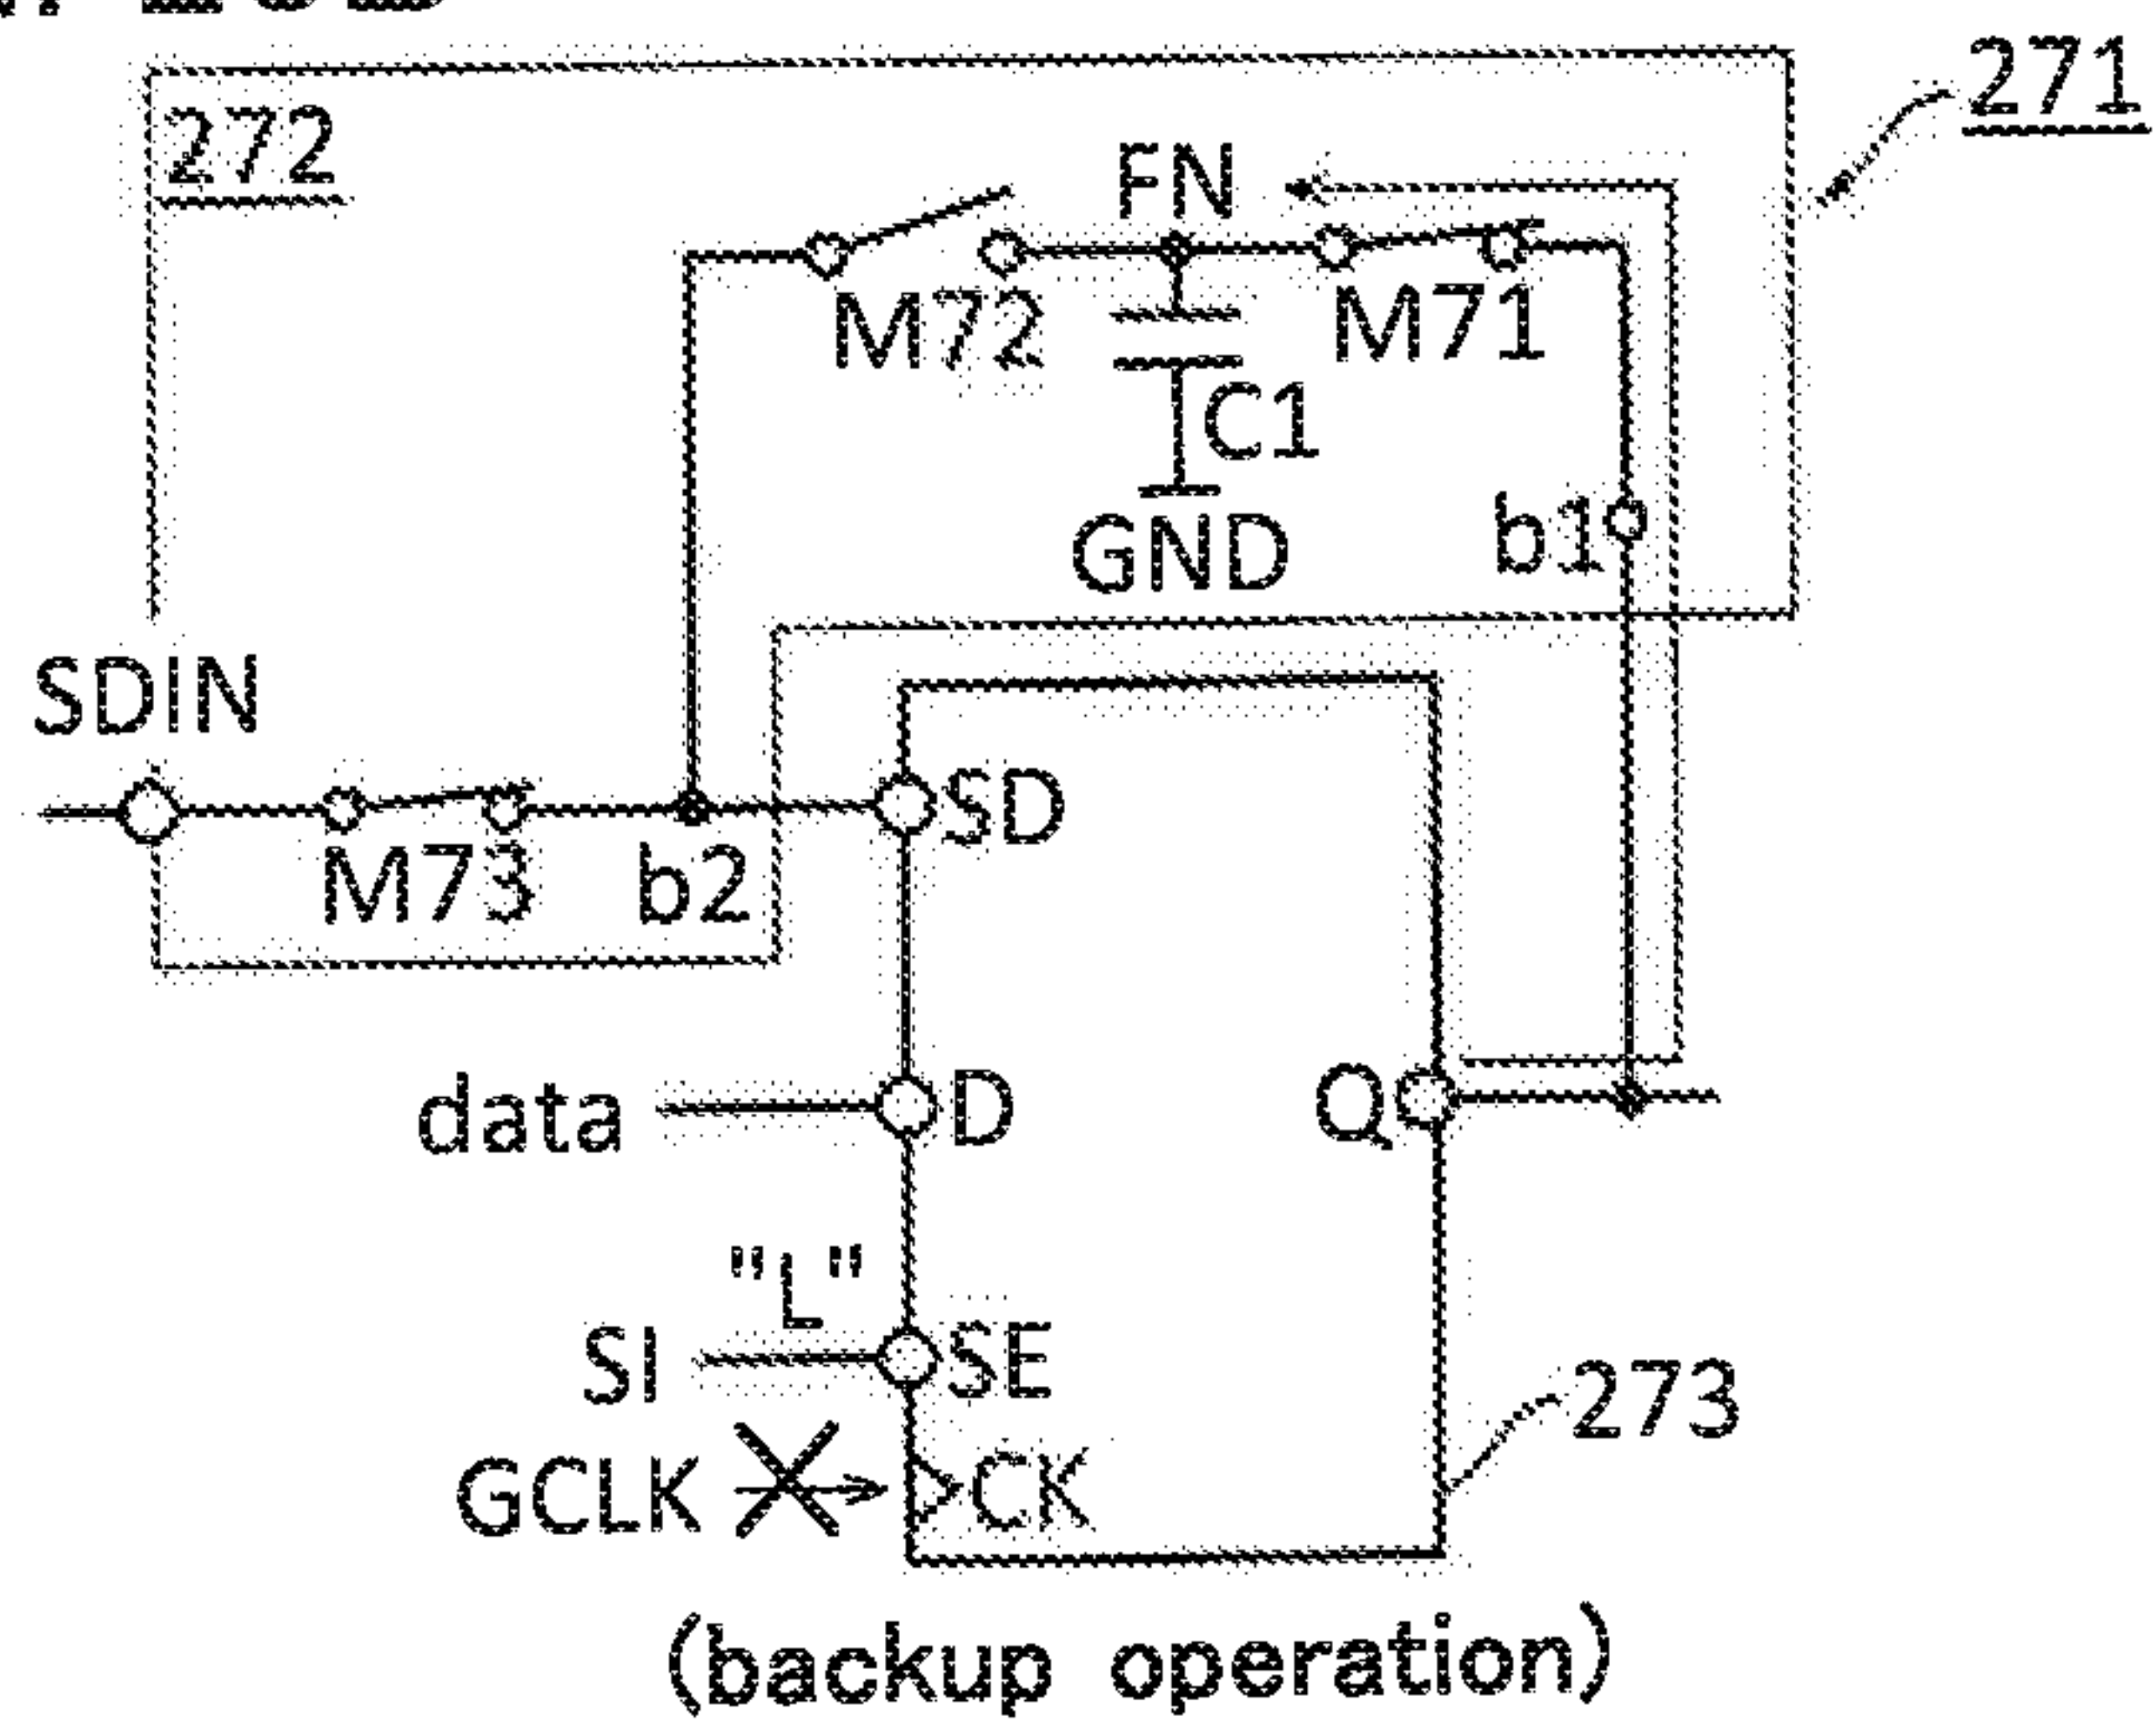 271
272
FN
M72
M71
C1
GND
b1
SDIN
SD
M73
b2
data
D
Q
"L"
SI
SE
273
GCLK
CK
(backup operation)